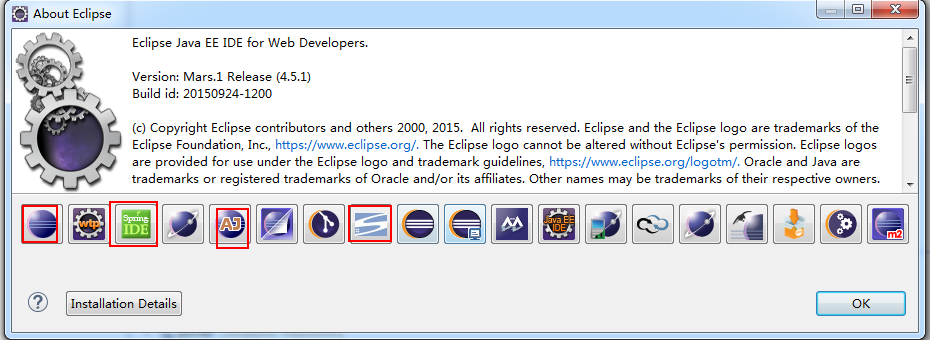 About Eclipse
Eclipse Java EE IDE for Web Developers.
Version: Mars.1 Release (4.5.1)
Build id: 20150924-1200
(c) Copyright Eclipse contributors and others 2000, 2015.  All rights reserved. Eclipse and the Eclipse logo are trademarks of the
Eclipse Foundation, Inc., https://www.eclipse.org/. The Eclipse logo cannot be altered without Eclipse's permission. Eclipse logos
are provided for use under the Eclipse logo and trademark guidelines, https://www.eclipse.org/logotm/. Oracle and Java are
trademarks or registered trademarks of Oracle and/or its affiliates. Other names may be trademarks of their respective owners.
wtp
Spring
IDE
AJ
Java EE
IDE
m2
?
Installation Details
OK